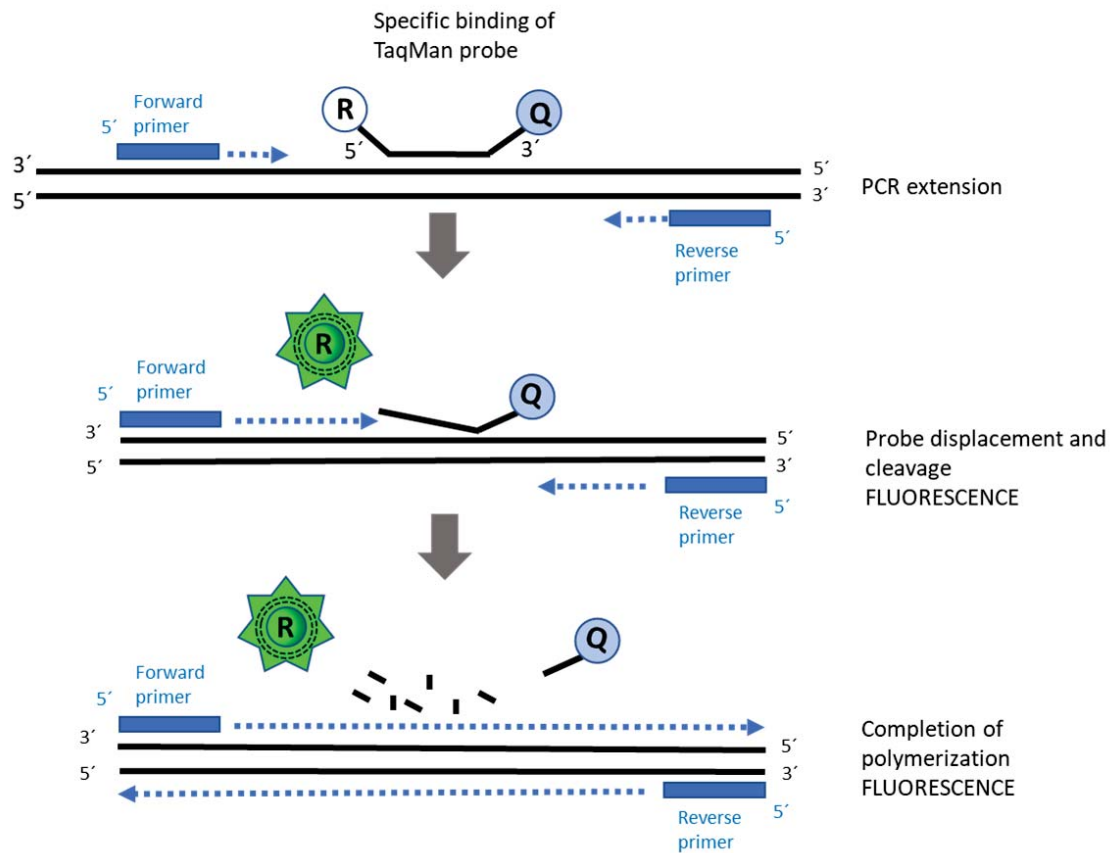 Specific binding of
TaqMan probe
Forward
primer
5´
R
Q
5´
3´
3´
5´
5´
3´
PCR extension
Reverse
primer
5´
R
Forward
primer
5´
Q
3´
5´
5´
3´
Probe displacement and
cleavage
FLUORESCENCE
Reverse
primer
5´
R
Q
Forward
primer
5´
3´
5´
5´
3´
Completion of
polymerization
FLUORESCENCE
Reverse
primer
5´